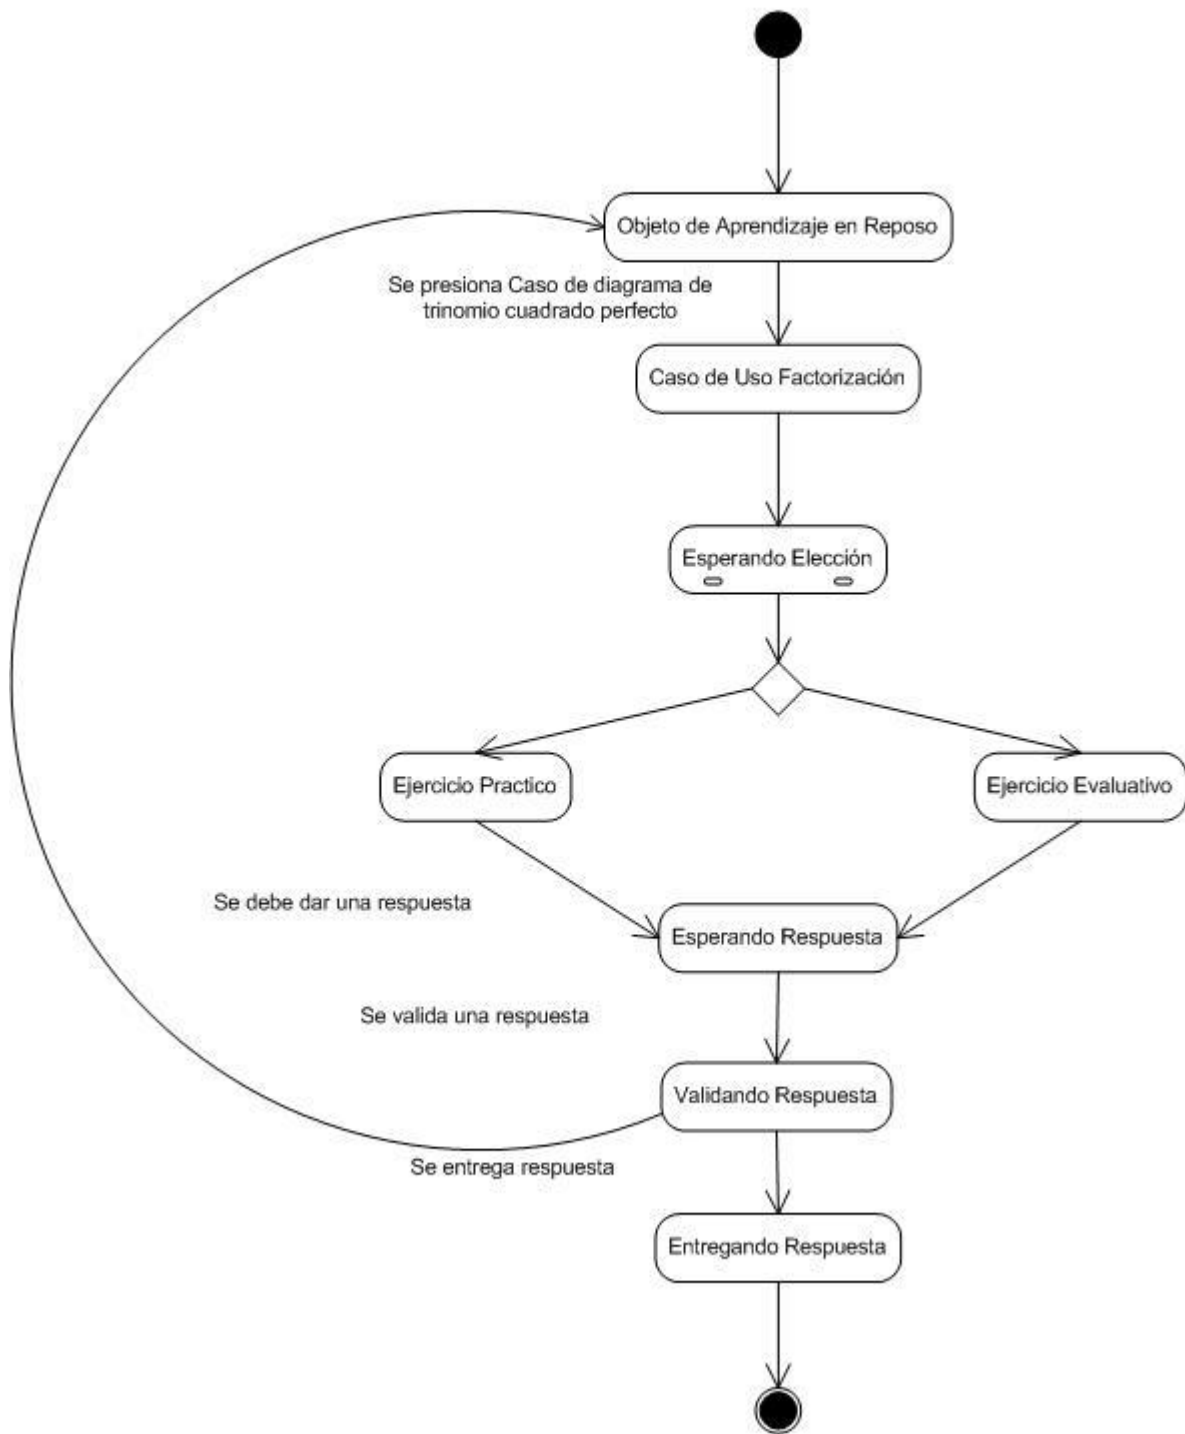 Objeto de Aprendizaje en Reposo
Se presiona Caso de diagrama de
trinomio cuadrado perfecto
Caso de Uso Factorización
Esperando Elección
Ejercicio Practico
Ejercicio Evaluativo
Se debe dar una respuesta
Esperando Respuesta
Se valida una respuesta
Validando Respuesta
Se entrega respuesta
Entregando Respuesta